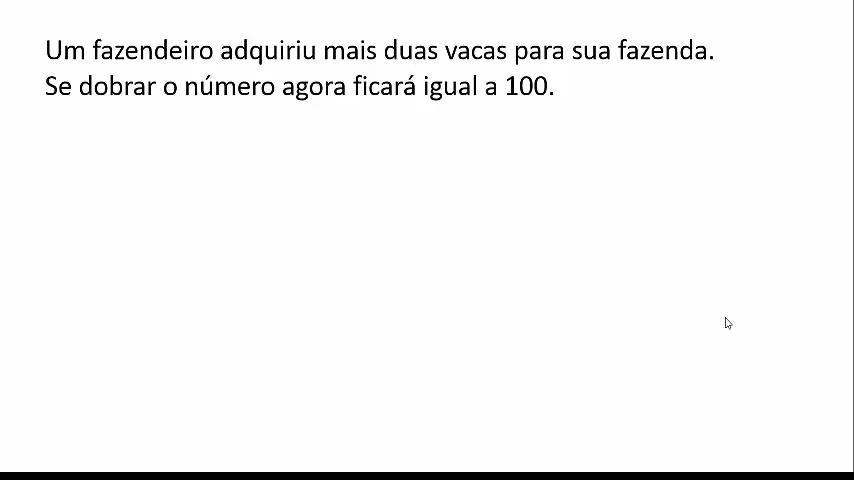 Um fazendeiro adquiriu mais duas vacas para sua fazenda.
Se dobrar o número agora ficará igual a 100.